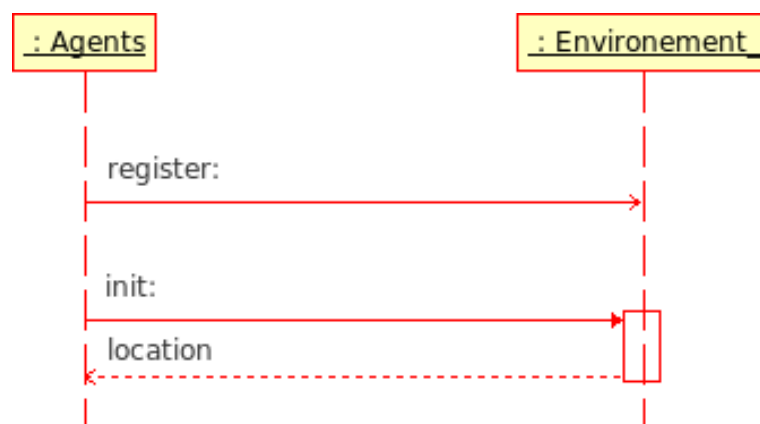 : Agents
: Environement_
register:
init:
location